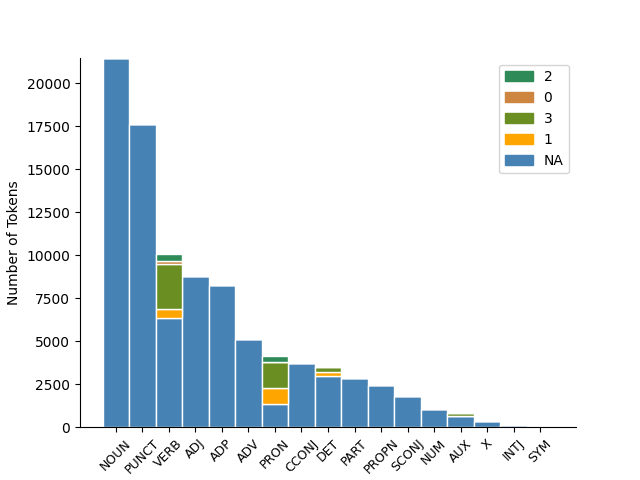 2
0
3
1
NA
20000
17500
15000
12500
10000
7500
5000
2500
0
Number of Tokens
NOUN
PUNCT
VERB
ADJ
ADP
ADV
PRON
CCONJ
DET
PART
PROPN
SCONJ
NUM
AUX
X
INTJ
SYM